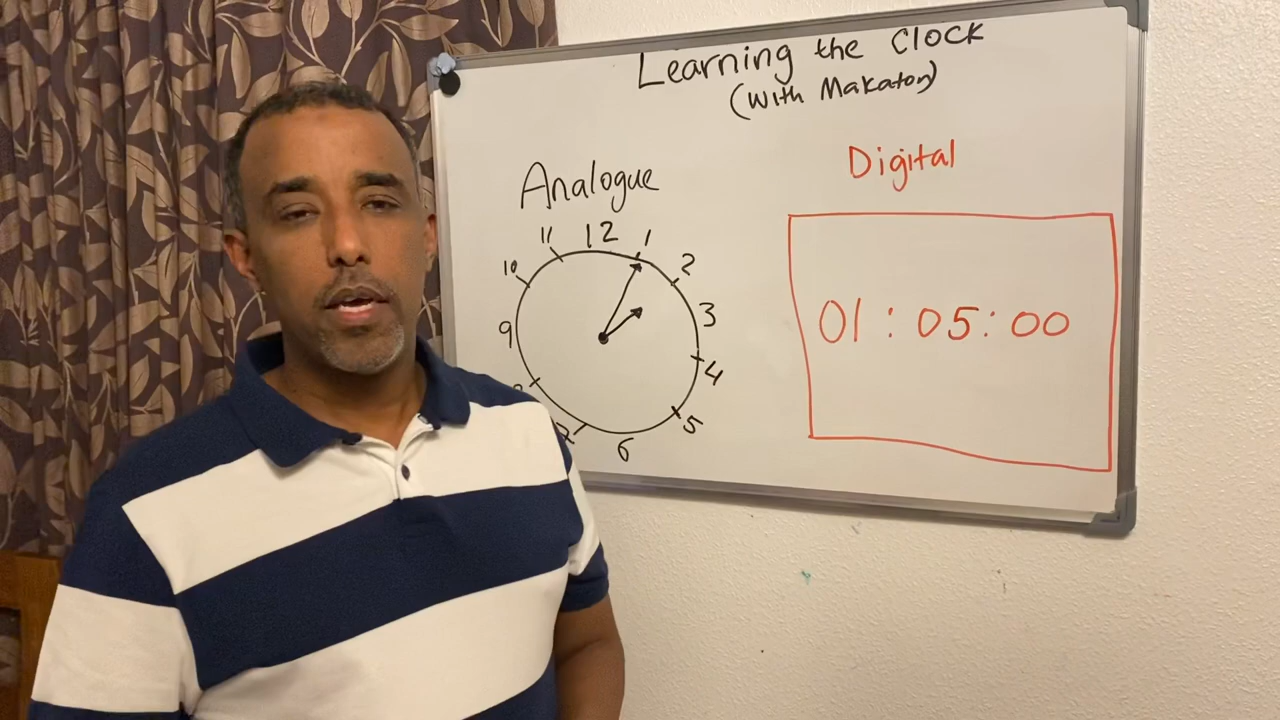 Learning the Clock
(with Makaton)
Analogue
Digital
11 12 1
10 2
9 3
4
7 6 5
01 : 05 : 00